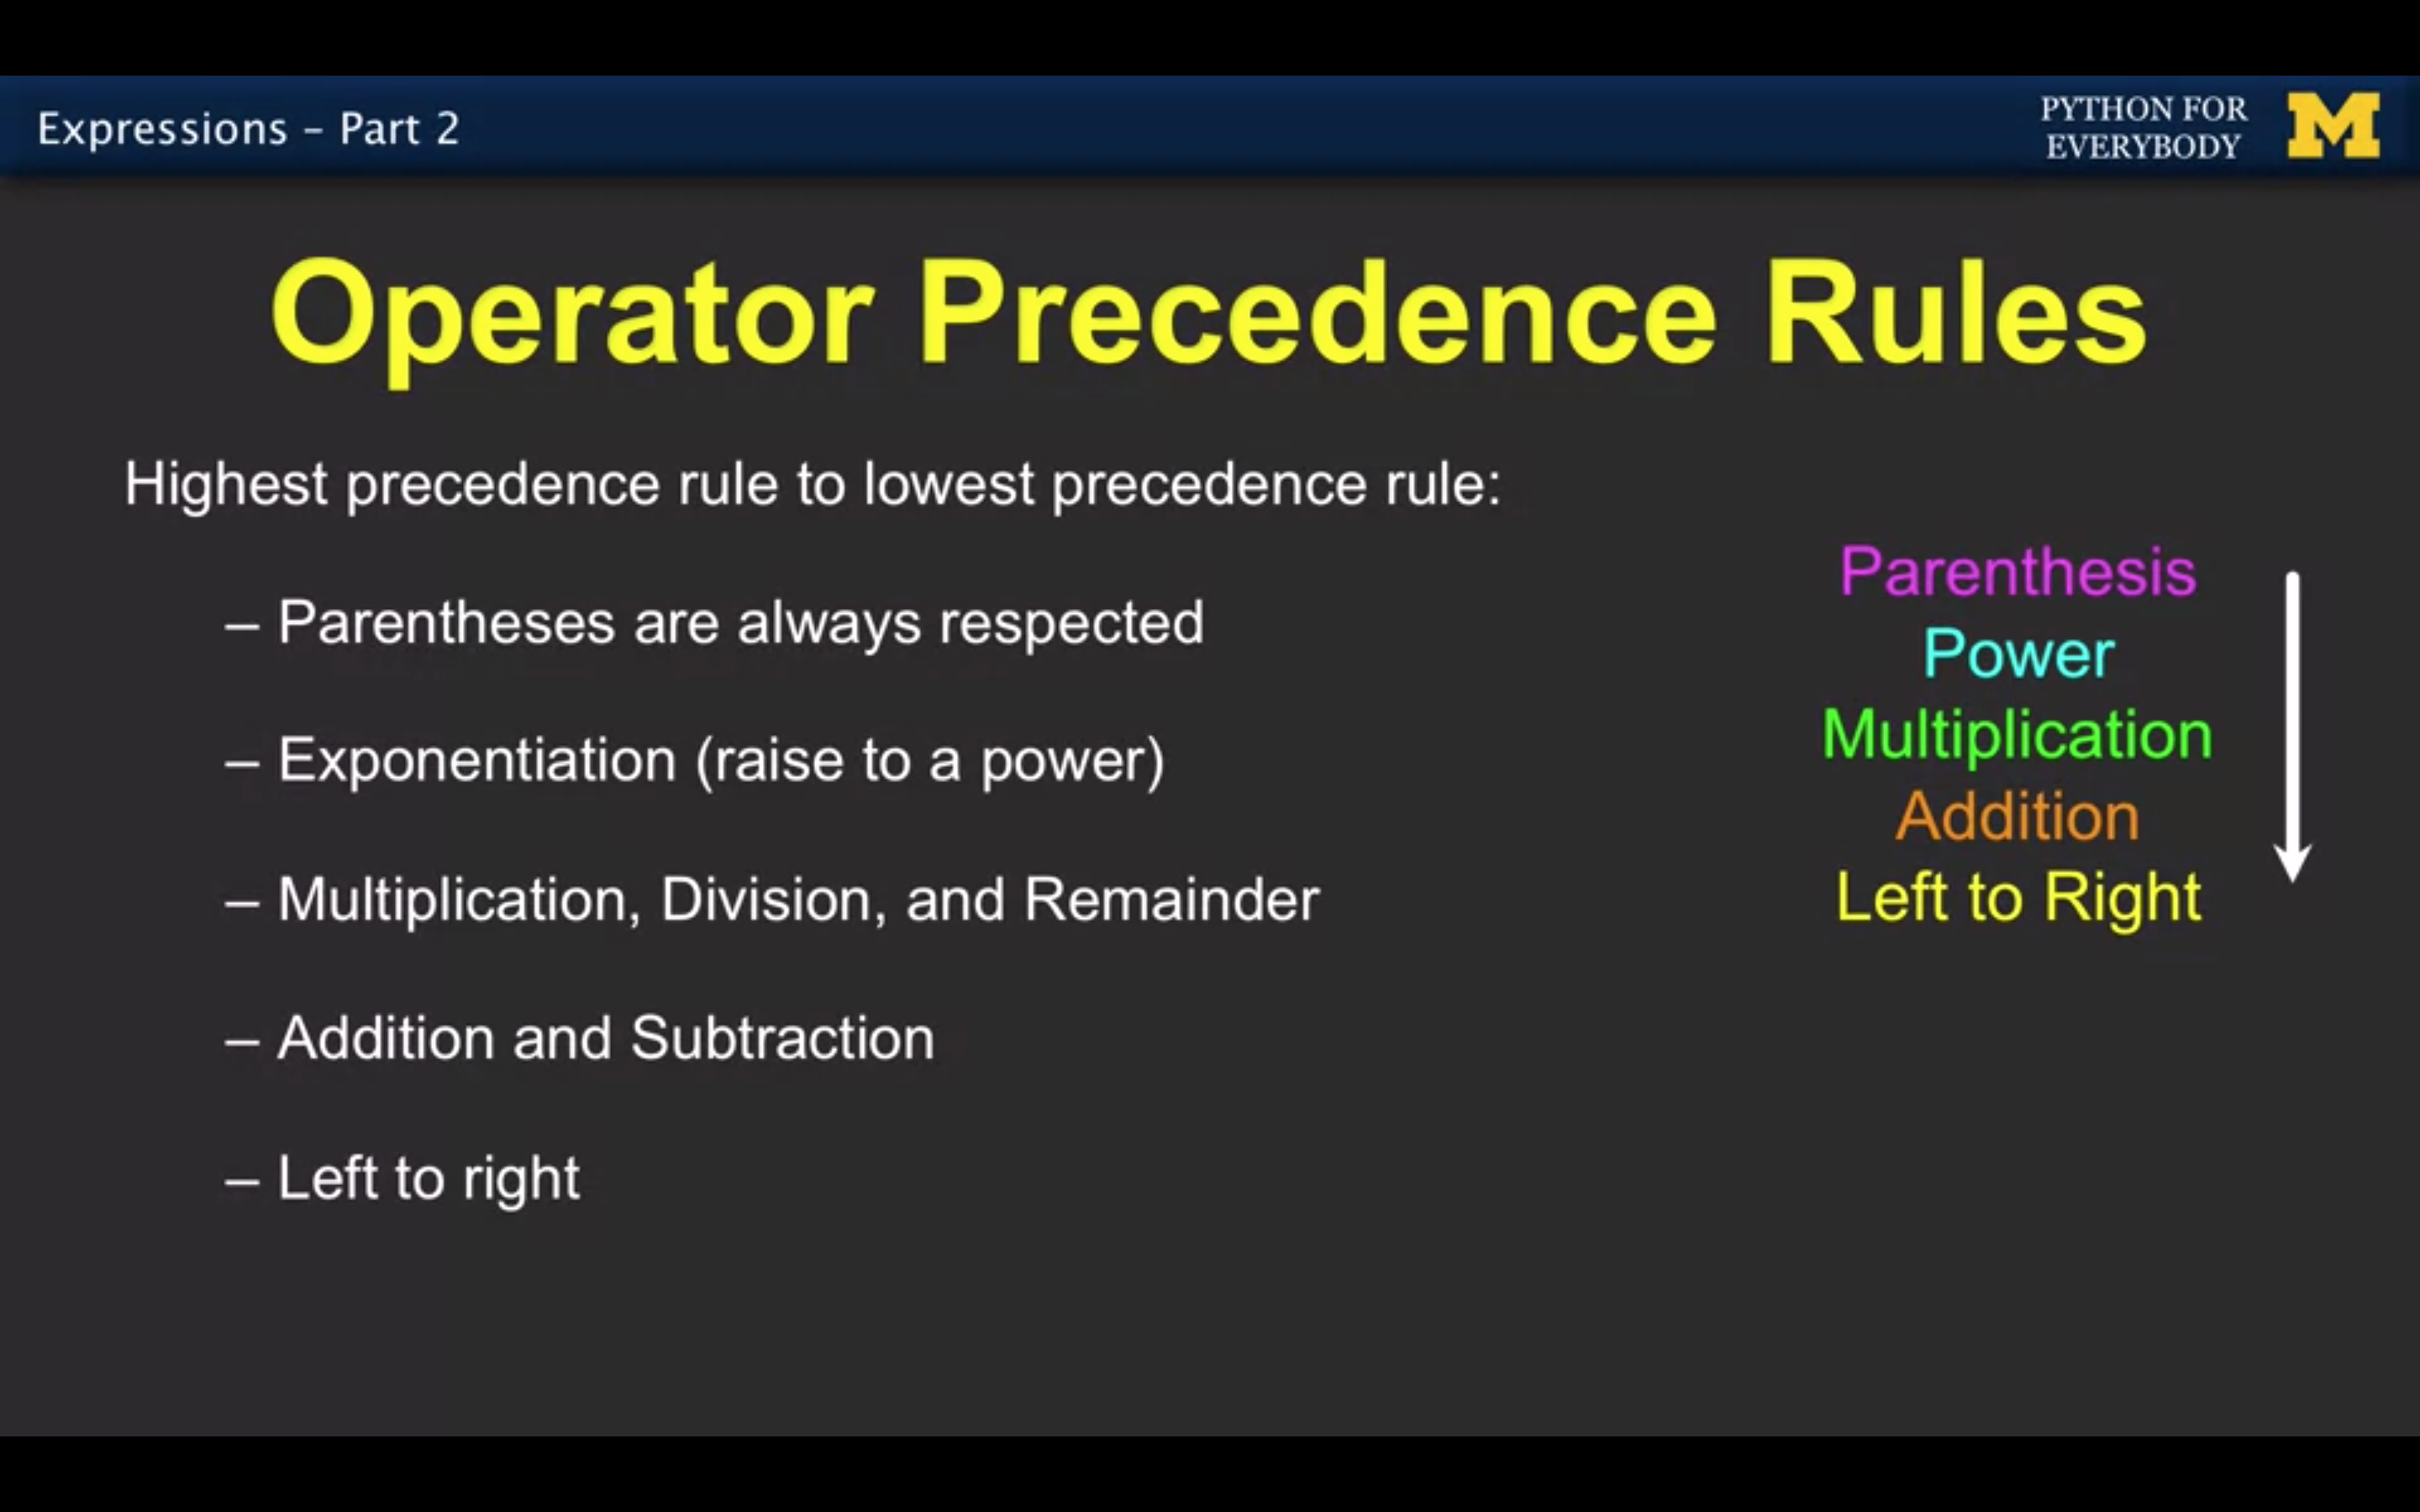 Expressions – Part 2
PYTHON FOR
EVERYBODY
M
Operator Precedence Rules
Highest precedence rule to lowest precedence rule:
– Parentheses are always respected
– Exponentiation (raise to a power)
– Multiplication, Division, and Remainder
– Addition and Subtraction
– Left to right
Parenthesis
Power
Multiplication
Addition
Left to Right